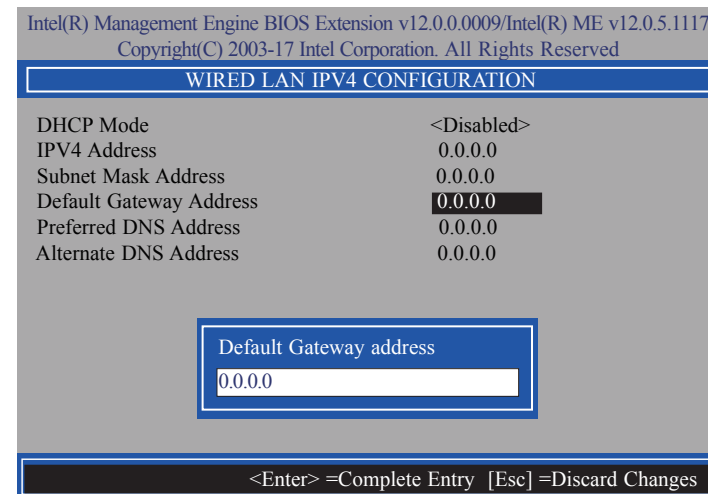 Intel(R) Management Engine BIOS Extension v12.0.0.0009/Intel(R) ME v12.0.5.1117
Copyright(C) 2003-17 Intel Corporation. All Rights Reserved
WIRED LAN IPV4 CONFIGURATION
DHCP Mode <Disabled>
IPV4 Address 0.0.0.0
Subnet Mask Address 0.0.0.0
Default Gateway Address 0.0.0.0
Preferred DNS Address 0.0.0.0
Alternate DNS Address 0.0.0.0
Default Gateway address
0.0.0.0
<Enter> =Complete Entry [Esc] =Discard Changes